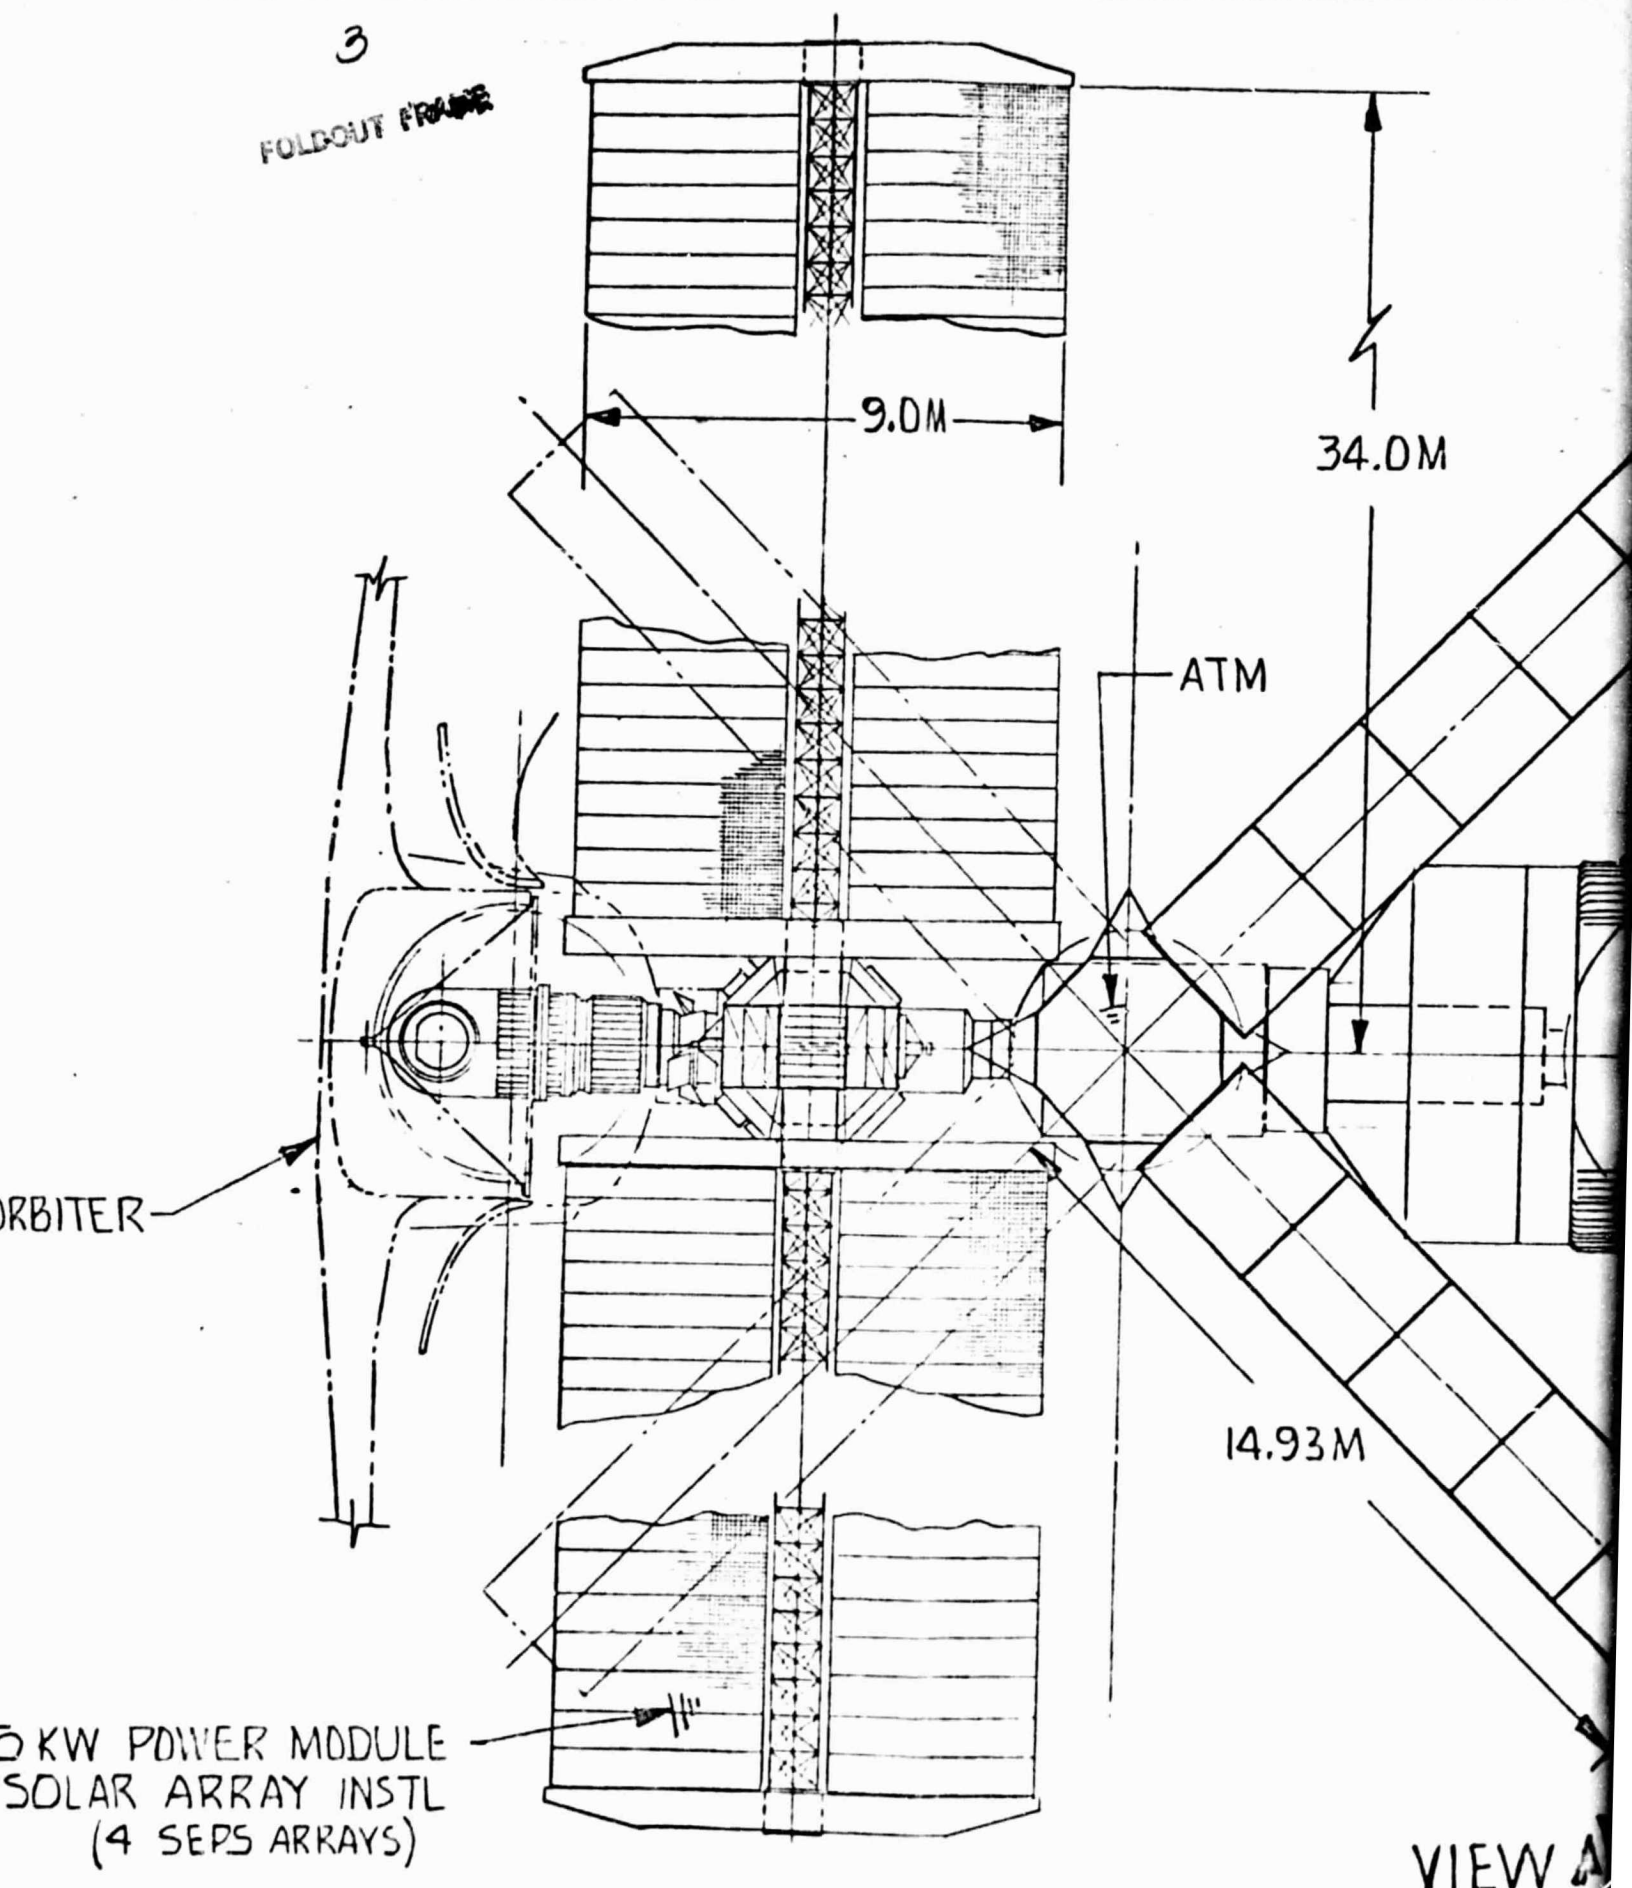 3
FOLDOUT FRAME
9.0M
34.0M
ATM
ORBITER
14.93M
KW POWER MODULE
SOLAR ARRAY INSTL
(4 SEPS ARRAYS)
VIEW A